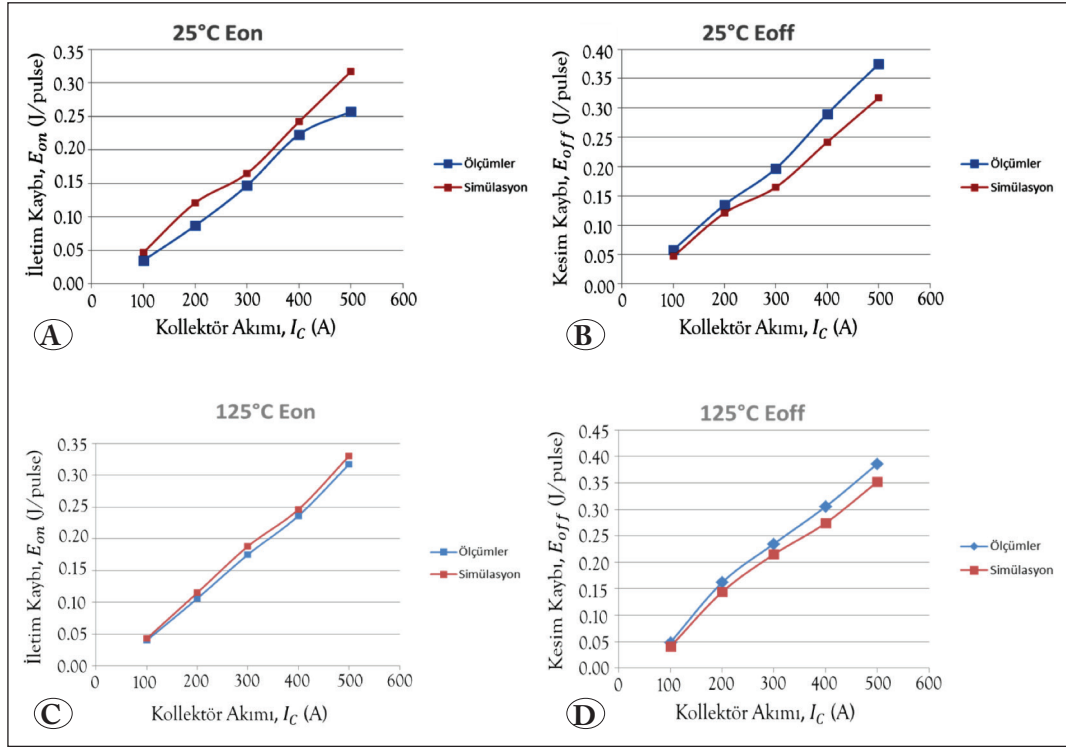 25°C Eon
İletim Kaybı, Eon (J/pulse)
0.35
0.30
0.25
0.15
0.10
0.05
0.00
0 100 200 300 400 500 600
Kollektör Akımı, IC (A)
Ölçümler
Simülasyon
A
25°C Eoff
Kesim Kaybı, Eoff (J/pulse)
0.40
0.30
0.20
0.15
0.10
0.05
0.00
0 100 200 300 400 500 600
Kollektör Akımı, IC (A)
Ölçümler
Simülasyon
B
125°C Eon
İletim Kaybı, Eon (J/pulse)
0.35
0.30
0.25
0.20
0.15
0.10
0.05
0.00
0 100 200 300 400 500 600
Kollektör Akımı, IC (A)
Ölçümler
Simülasyon
C
125°C Eoff
Kesim Kaybı, Eoff (J/pulse)
0.45
0.40
0.35
0.30
0.25
0.20
0.15
0.10
0.05
0.00
0 100 200 300 400 500 600
Kollektör Akımı, IC (A)
Ölçümler
Simülasyon
D